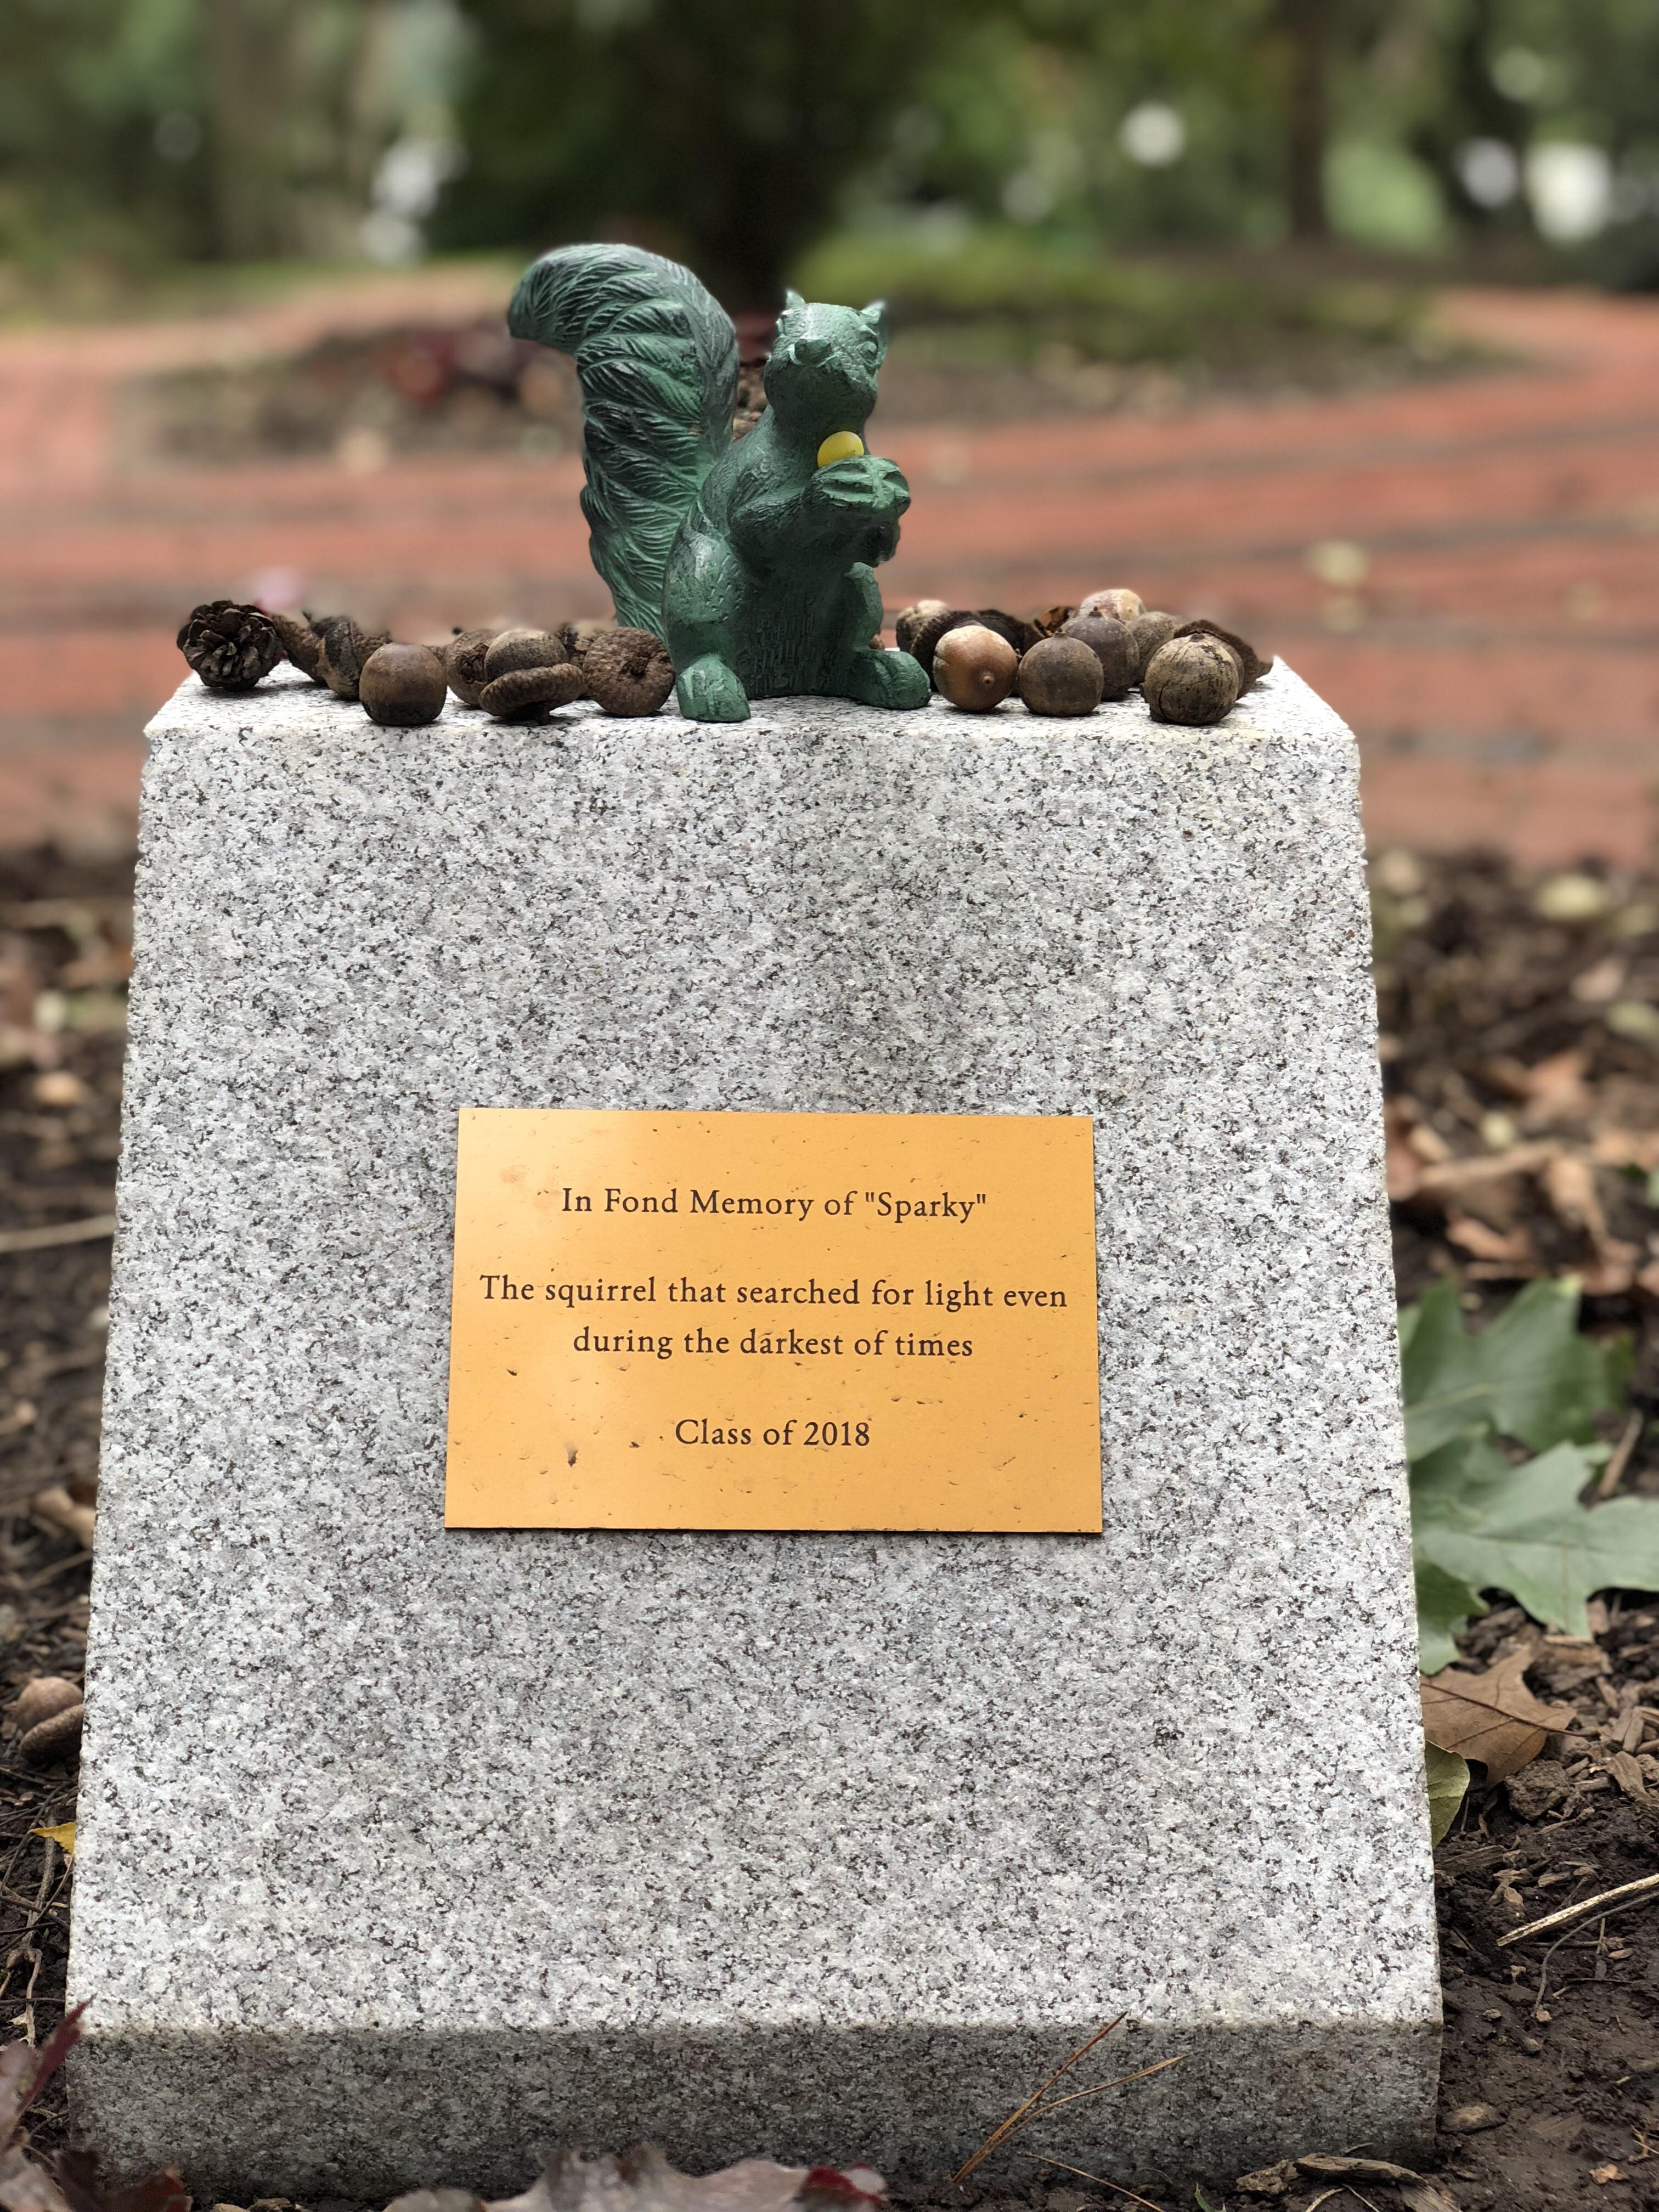 In Fond Memory of "Sparky"
The squirrel that searched for light even
during the darkest of times
Class of 2018